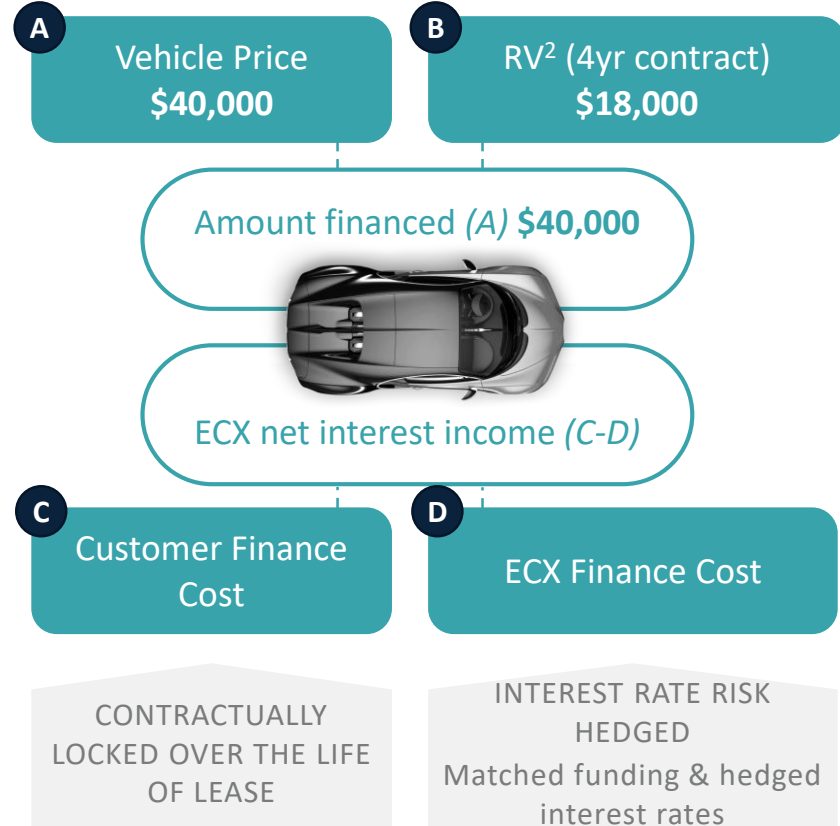 A
Vehicle Price
$40,000
B
RV² (4yr contract)
$18,000
Amount financed (A) $40,000
ECX net interest income (C-D)
C
Customer Finance
Cost
D
ECX Finance Cost
CONTRACTUALLY
LOCKED OVER THE LIFE
OF LEASE
INTEREST RATE RISK
HEDGED
Matched funding & hedged
interest rates